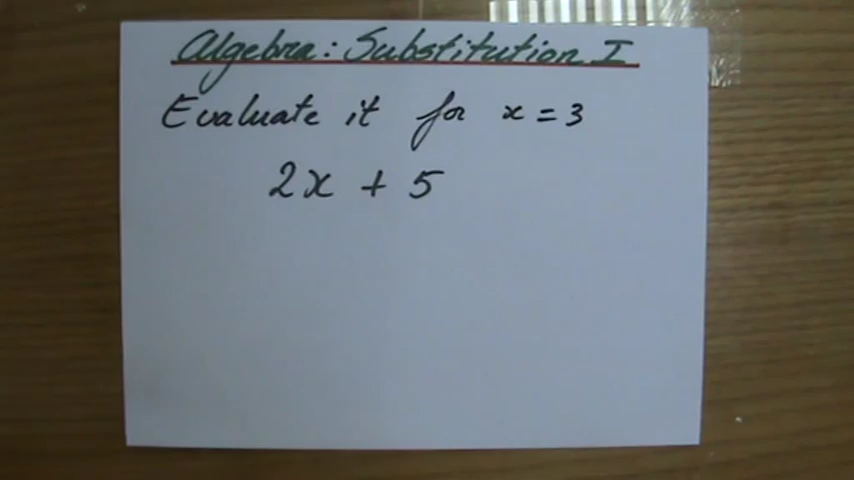 Algebra: Substitution I
Evaluate it for x = 3
2x + 5